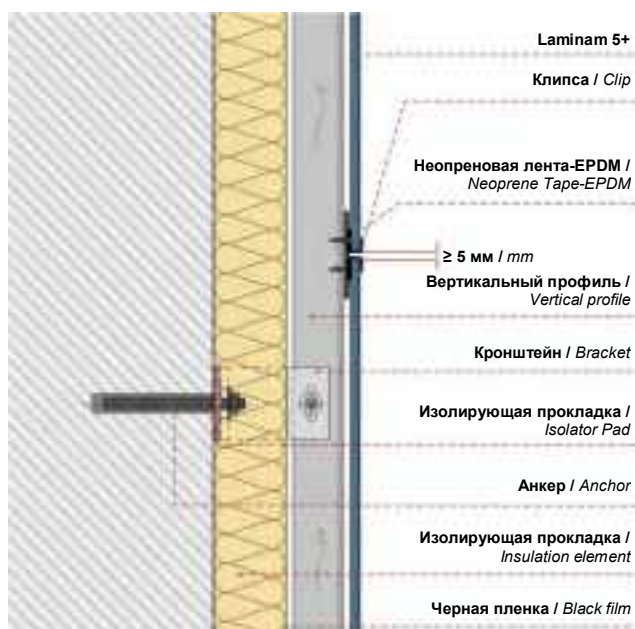 Laminam 5+
Клипса / Clip
Неопреновая лента-EPDM /
Neoprene Tape-EPDM
≥ 5 мм / mm
Вертикальный профиль /
Vertical profile
Кронштейн / Bracket
Изолирующая прокладка /
Isolator Pad
Анкер / Anchor
Изолирующая прокладка /
Insulation element
Черная пленка / Black film